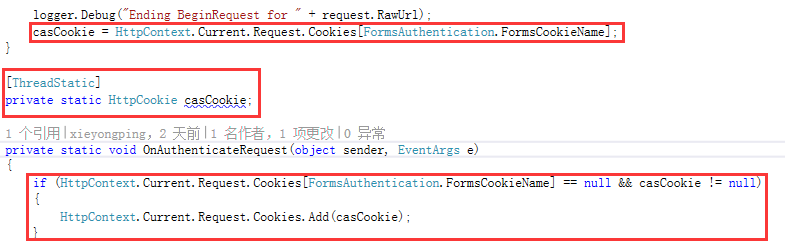 logger.Debug("Ending BeginRequest for " + request.RawUrl);
casCookie = HttpContext.Current.Request.Cookies[FormsAuthentication.FormsCookieName];
}
[ThreadStatic]
private static HttpCookie casCookie;
1 个引用|xieyongping，2 天前|1 名作者，1 项更改|0 异常
private static void OnAuthenticateRequest(object sender, EventArgs e)
{
if (HttpContext.Current.Request.Cookies[FormsAuthentication.FormsCookieName] == null && casCookie != null)
{
HttpContext.Current.Request.Cookies.Add(casCookie);
}